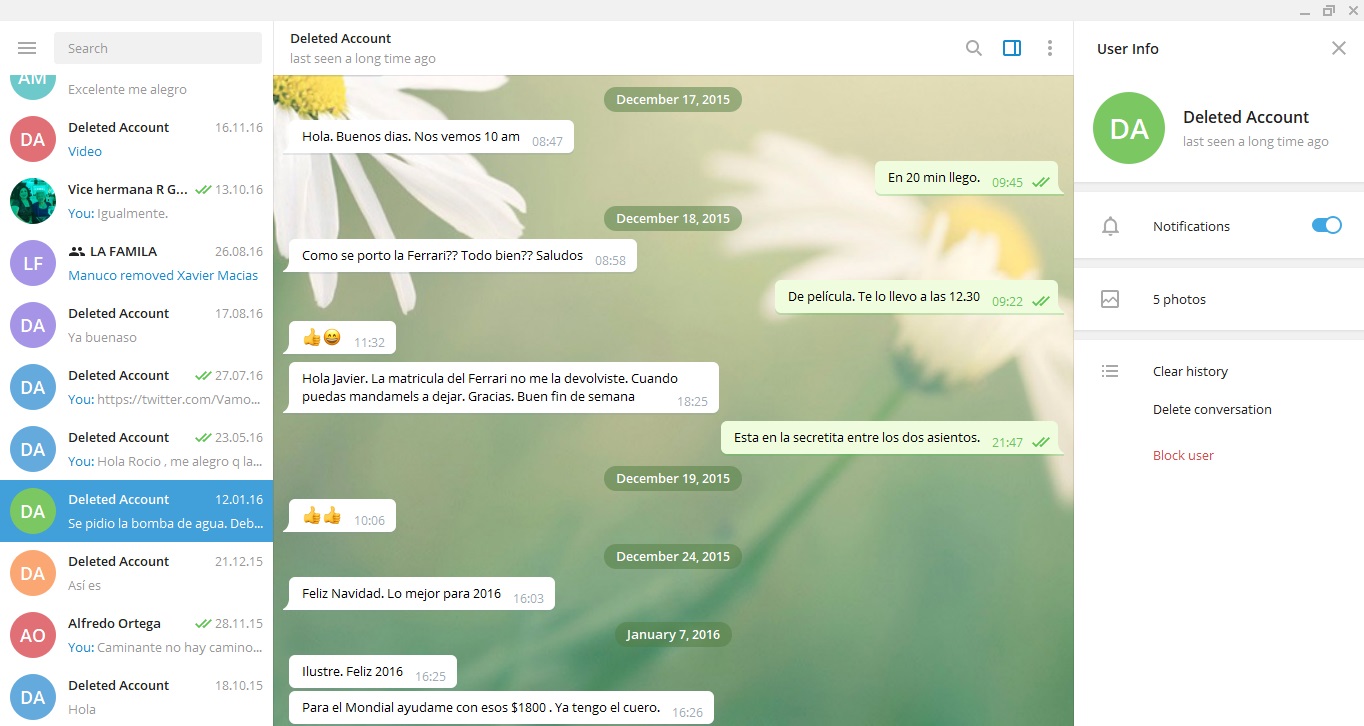 Search
AM
Excelente me alegro
DA
Deleted Account 16.11.16
Video
Vice hermana R G... 13.10.16
You: Igualmente.
LF
LA FAMILA 26.08.16
Manuco removed Xavier Macias
DA
Deleted Account 17.08.16
Ya buenaso
DA
Deleted Account 27.07.16
You: https://twitter.com/Vamo...
DA
Deleted Account 23.05.16
You: Hola Rocio , me alegro q la...
DA
Deleted Account 12.01.16
Se pidio la bomba de agua. Deb...
DA
Deleted Account 21.12.15
Así es
AO
Alfredo Ortega 28.11.15
You: Caminante no hay camino...
DA
Deleted Account 18.10.15
Hola
Deleted Account
last seen a long time ago
December 17, 2015
Hola. Buenos dias. Nos vemos 10 am 08:47
En 20 min llego. 09:45
December 18, 2015
Como se porto la Ferrari?? Todo bien?? Saludos 08:58
De película. Te lo llevo a las 12.30 09:22
👍😄 11:32
Hola Javier. La matricula del Ferrari no me la devolviste. Cuando
puedas mandamels a dejar. Gracias. Buen fin de semana 18:25
Esta en la secretita entre los dos asientos. 21:47
December 19, 2015
👍👍 10:06
December 24, 2015
Feliz Navidad. Lo mejor para 2016 16:03
January 7, 2016
Ilustre. Feliz 2016 16:25
Para el Mondial ayudame con esos $1800 . Ya tengo el cuero. 16:26
User Info
DA
Deleted Account
last seen a long time ago
Notifications
5 photos
Clear history
Delete conversation
Block user